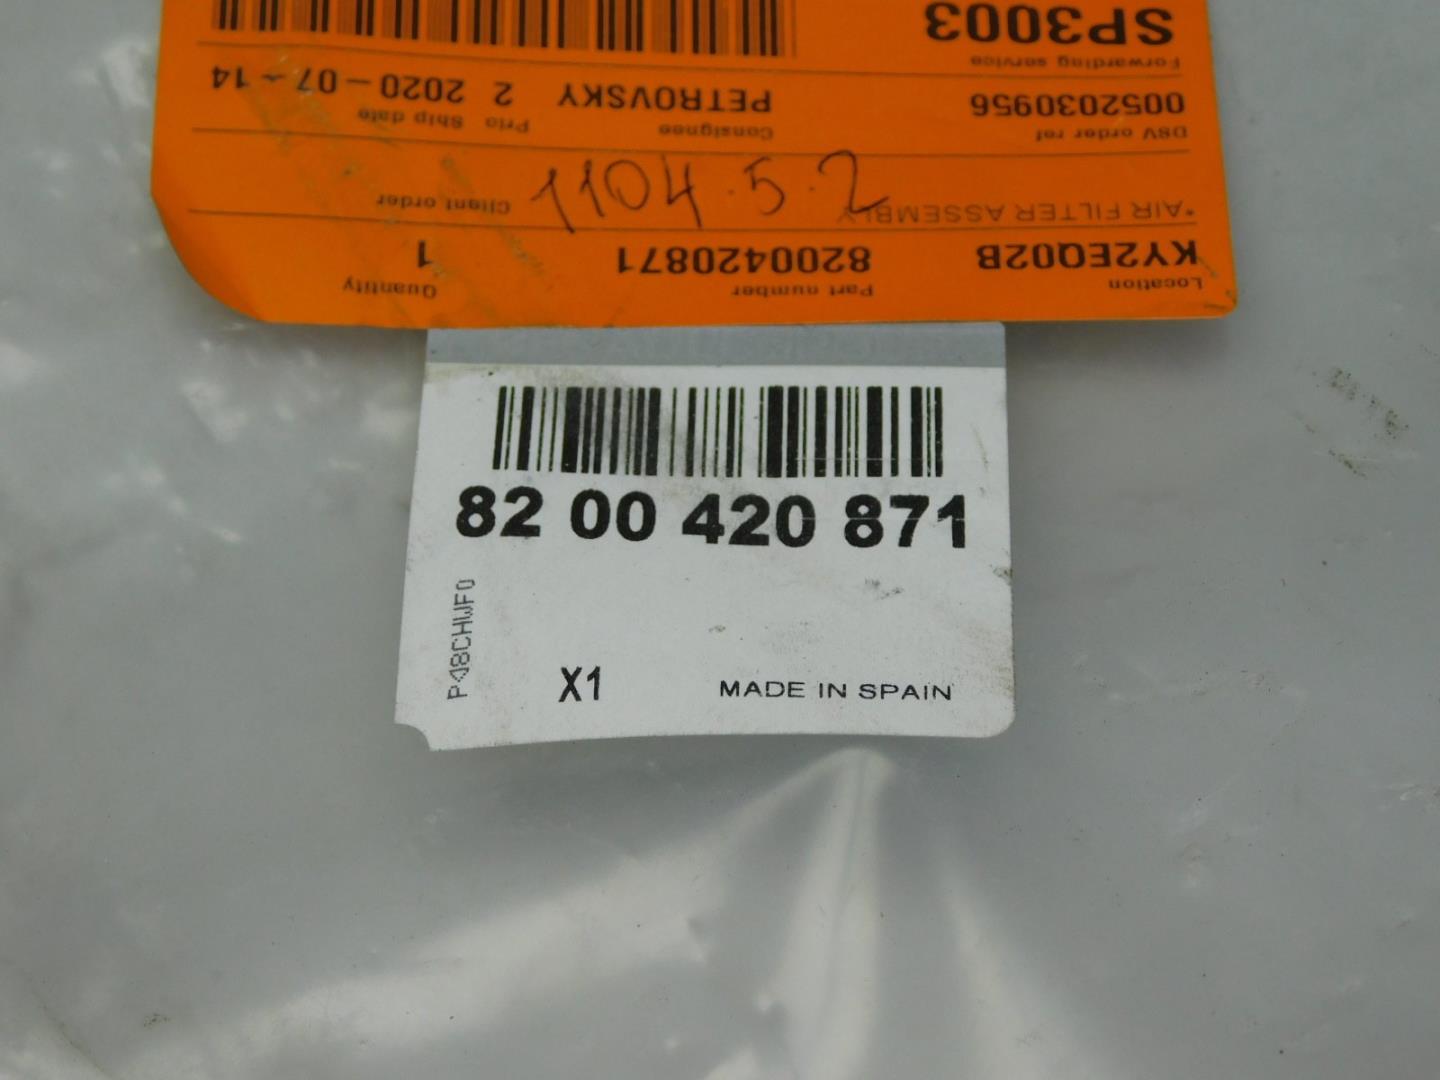 Location Part number Quantity
KY2EQ02B 8200420871 1
*AIR FILTER ASSEMBLY Client order
1104.5.2
DSV order ref Consignee Prio Ship date
0052030956 PETROVSKY 2 2020-07-14
Forwarding service
SP3003
82 00 420 871
X1 MADE IN SPAIN